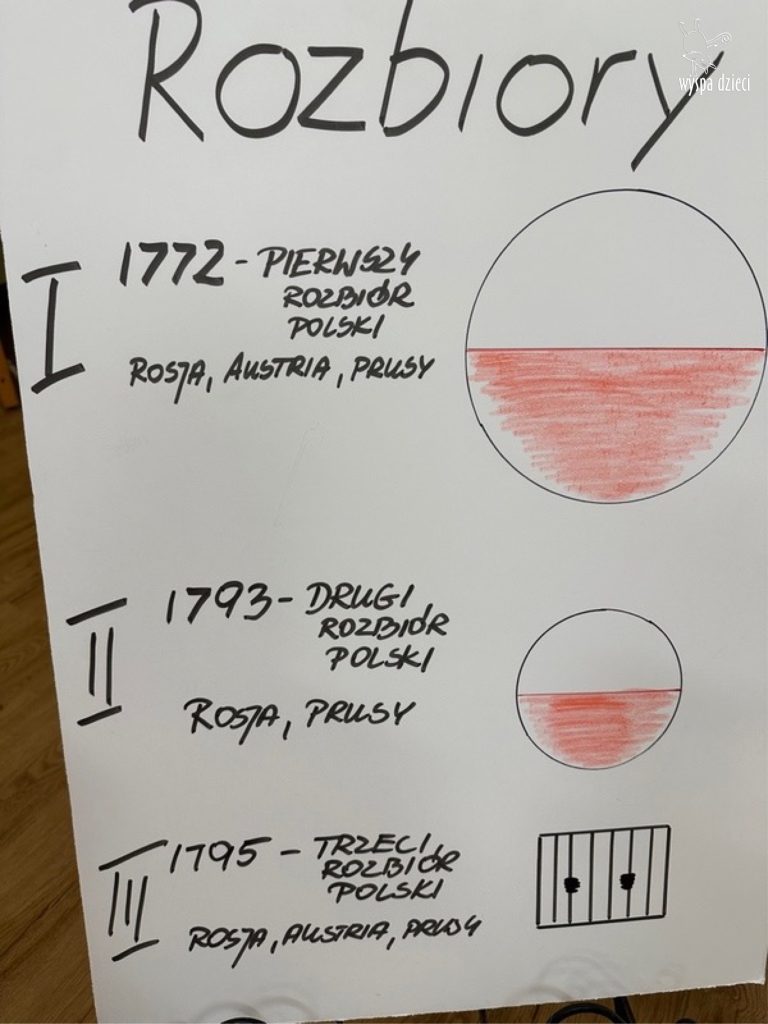 Rozbiory
wyspa dzieci
I
1772 - PIERWSZY
ROZBIÓR
POLSKI
ROSJA, AUSTRIA, PRUSY
II
1793 - DRUGI
ROZBIÓR
POLSKI
ROSJA, PRUSY
III
1795 - TRZECI
ROZBIÓR
POLSKI
ROSJA, AUSTRIA, PRUSY